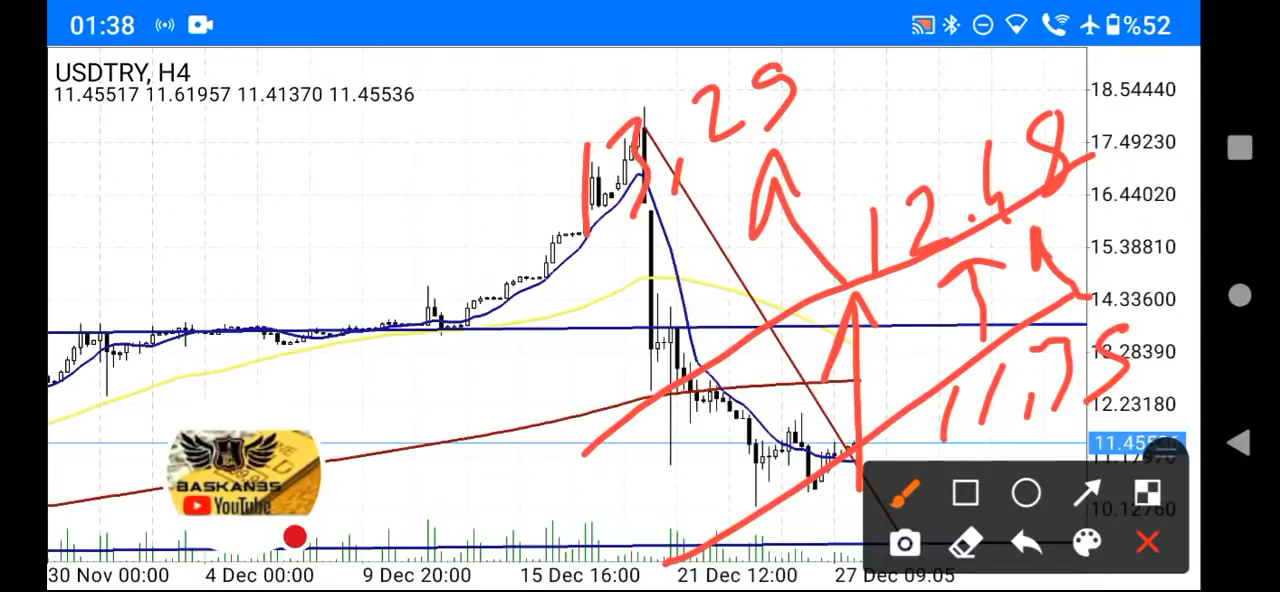 01:38
%52
USDTRY, H4
11.45517 11.61957 11.41370 11.45536
18.54440
17.49230
16.44020
15.38810
14.33600
13.28390
12.23180
10.12760
13,29
12.48
11,75
BASKAN35
YouTube
30 Nov 00:00
4 Dec 00:00
9 Dec 20:00
15 Dec 16:00
21 Dec 12:00
27 Dec 09:05